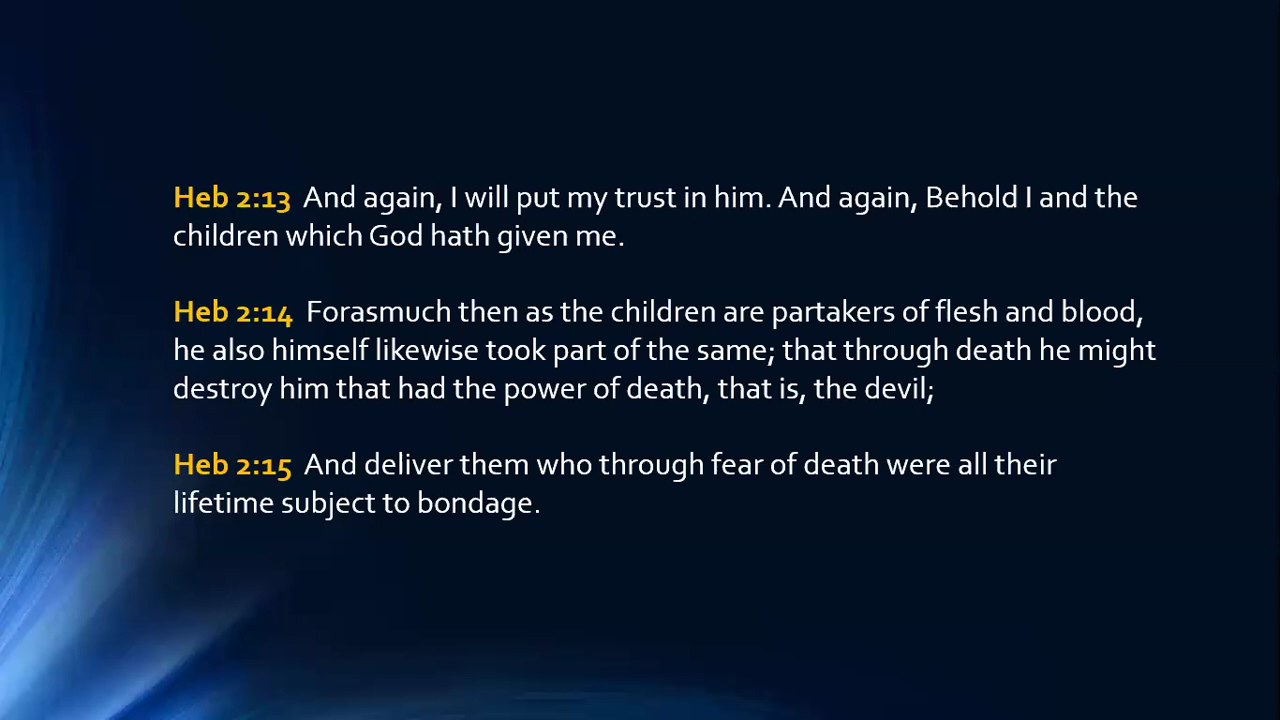 Heb 2:13 And again, I will put my trust in him. And again, Behold I and the
children which God hath given me.
Heb 2:14 Forasmuch then as the children are partakers of flesh and blood,
he also himself likewise took part of the same; that through death he might
destroy him that had the power of death, that is, the devil;
Heb 2:15 And deliver them who through fear of death were all their
lifetime subject to bondage.